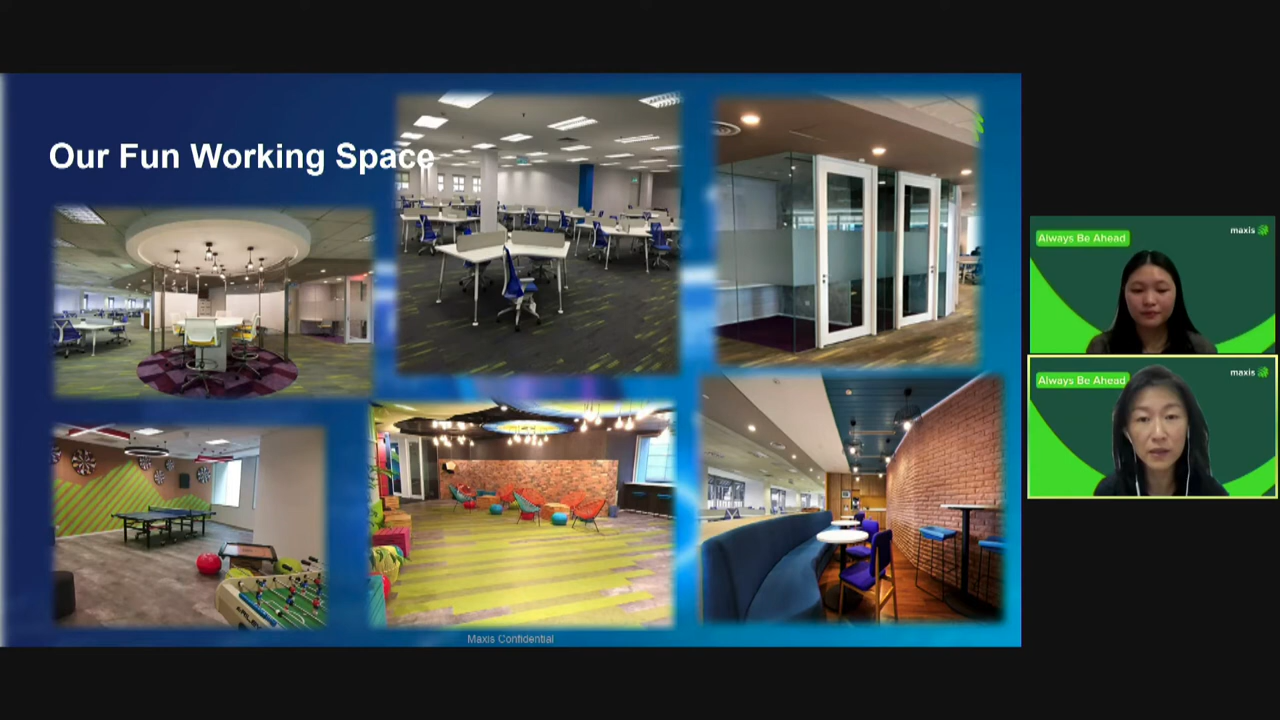 Our Fun Working Space
Maxis Confidential
Always Be Ahead
maxis
Always Be Ahead
maxis